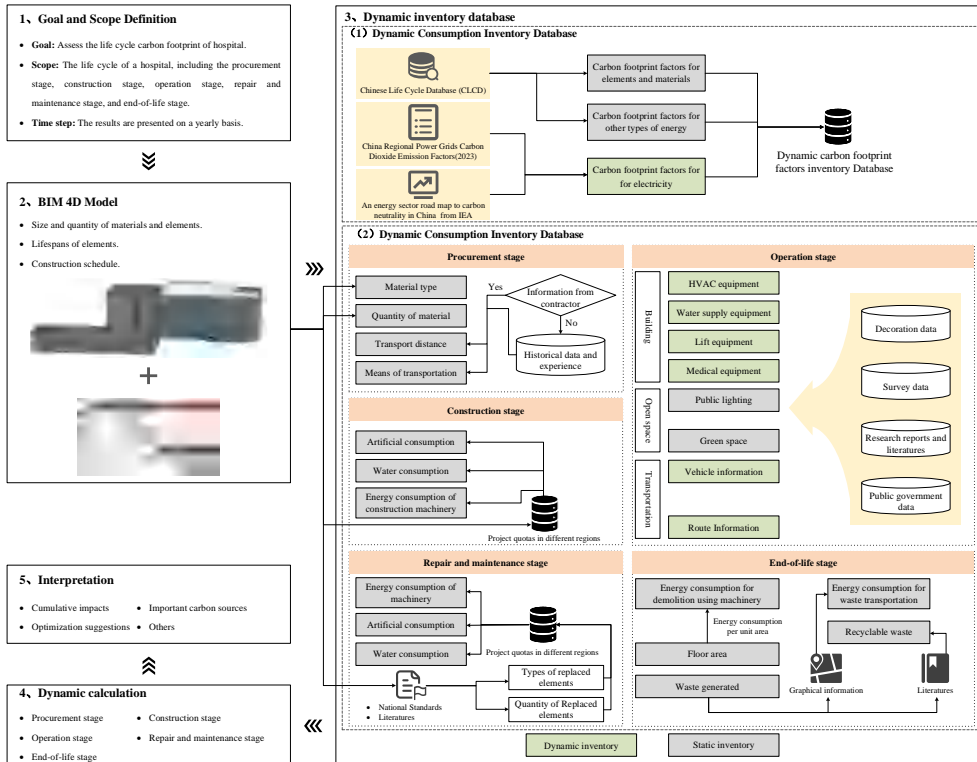 1、Goal and Scope Definition
• Goal: Assess the life cycle carbon footprint of hospital.
• Scope: The life cycle of a hospital, including the procurement
stage, construction stage, operation stage, repair and
maintenance stage, and end-of-life stage.
• Time step: The results are presented on a yearly basis.
2、BIM 4D Model
• Size and quantity of materials and elements.
• Lifespans of elements.
• Construction schedule.
+
5、Interpretation
• Cumulative impacts
• Important carbon sources
• Optimization suggestions
• Others
4、Dynamic calculation
• Procurement stage
• Construction stage
• Operation stage
• Repair and maintenance stage
• End-of-life stage
3、Dynamic inventory database
（1）Dynamic Consumption Inventory Database
Chinese Life Cycle Database (CLCD)
China Regional Power Grids Carbon
Dioxide Emission Factors(2023)
An energy sector road map to carbon
neutrality in China from IEA
Carbon footprint factors for
elements and materials
Carbon footprint factors for
other types of energy
Carbon footprint factors for
for electricity
Dynamic carbon footprint
factors inventory Database
（2）Dynamic Consumption Inventory Database
Procurement stage
Material type
Quantity of material
Transport distance
Means of transportation
Yes
Information from
contractor
No
Historical data and
experience
Construction stage
Artificial consumption
Water consumption
Energy consumption of
construction machinery
Project quotas in different regions
Operation stage
Building
HVAC equipment
Water supply equipment
Lift equipment
Medical equipment
Open space
Public lighting
Green space
Transportation
Vehicle information
Route Information
Decoration data
Survey data
Research reports and
literatures
Public government
data
Repair and maintenance stage
Energy consumption of
machinery
Artificial consumption
Water consumption
Project quotas in different regions
• National Standards
• Literatures
Types of replaced
elements
Quantity of Replaced
elements
End-of-life stage
Energy consumption for
demolition using machinery
Energy consumption
per unit area
Floor area
Waste generated
Energy consumption for
waste transportation
Recyclable waste
Graphical information
Literatures
Dynamic inventory
Static inventory